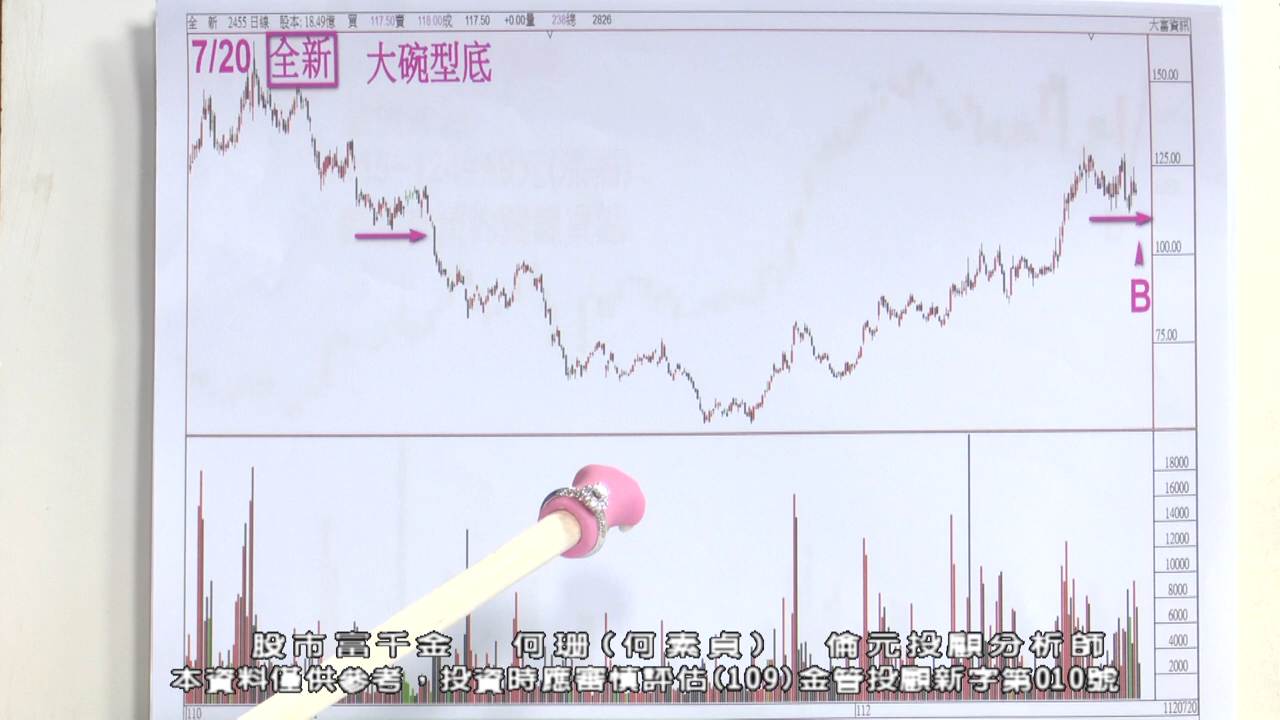 全 新 2455 日線 股本: 18.49億 買 117.50賣 118.00成 117.50 +0.00量 238總 2826
大富資訊
7/20 全新 大碗型底
150.00
125.00
100.00
B
75.00
18000
16000
14000
12000
10000
8000
6000
4000
2000
股市富千金 何珊(何素貞) 倫元投顧分析師
本資料僅供參考，投資時應審慎評估(109)金管投顧新字第010號
110
112
1120720